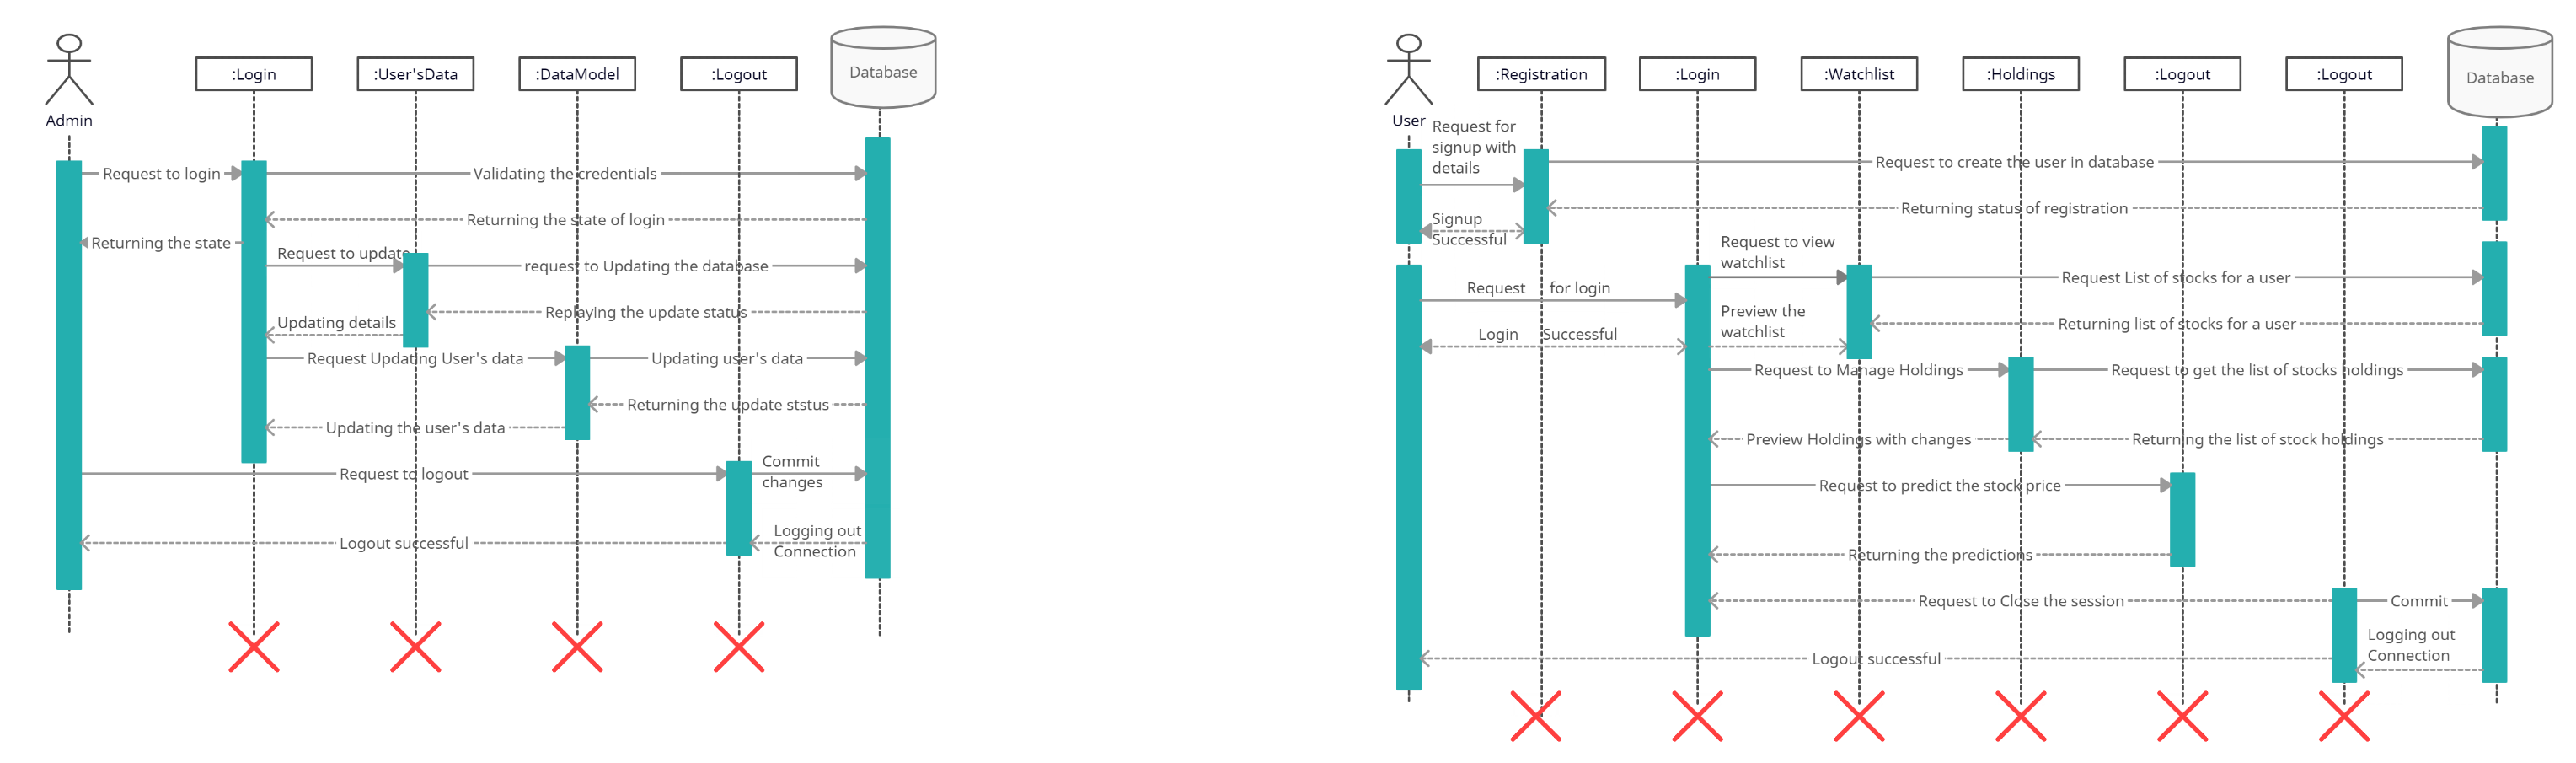 Admin
:Login
:User'sData
:DataModel
:Logout
Database
Request to login
Validating the credentials
Returning the state of login
Returning the state
Request to update
request to Updating the database
Replaying the update status
Updating details
Request Updating User's data
Updating user's data
Returning the update ststus
Updating the user's data
Request to logout
Commit
changes
Logging out
Connection
Logout successful
User
:Registration
:Login
:Watchlist
:Holdings
:Logout
:Logout
Database
Request for
signup with
details
Request to create the user in database
Returning status of registration
Signup
Successful
Request to view
watchlist
Request List of stocks for a user
Request for login
Preview the
watchlist
Returning list of stocks for a user
Login Successful
Request to Manage Holdings
Request to get the list of stocks holdings
Preview Holdings with changes
Returning the list of stock holdings
Request to predict the stock price
Returning the predictions
Request to Close the session
Commit
Logging out
Connection
Logout successful